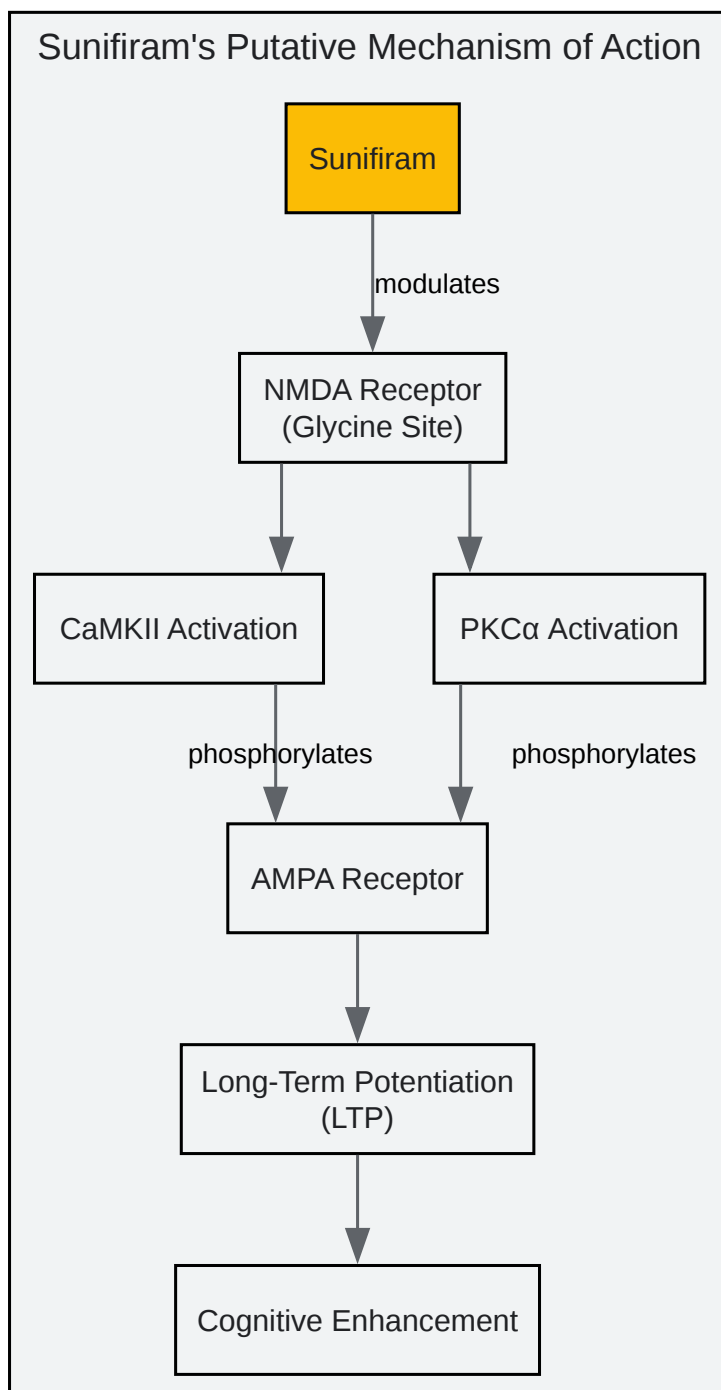 Sunifiram's Putative Mechanism of Action
Sunifiram
modulates
NMDA Receptor
(Glycine Site)
CaMKII Activation
PKCα Activation
phosphorylates
phosphorylates
AMPA Receptor
Long-Term Potentiation
(LTP)
Cognitive Enhancement